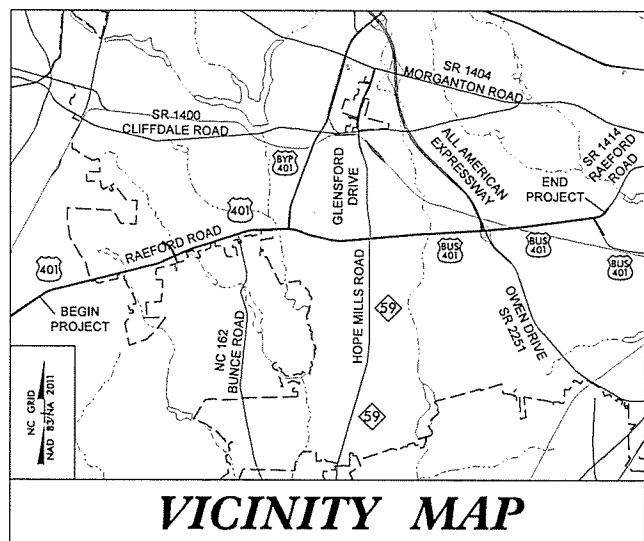 SR 1404
MORGANTON ROAD
SR 1400
CLIFFDALE ROAD
BYP
401
GLENSFORD
DRIVE
ALL AMERICAN
EXPRESSWAY
SR 1414
RAEFORD
ROAD
END
PROJECT
401
RAEFORD ROAD
401
BUS
401
BUS
401
BUS
401
BEGIN
PROJECT
NC 162
BUNCE ROAD
HOPE MILLS ROAD
59
OWEN DRIVE
SR 2251
59
NC GRID
NAD 83/NA 2011
VICINITY MAP